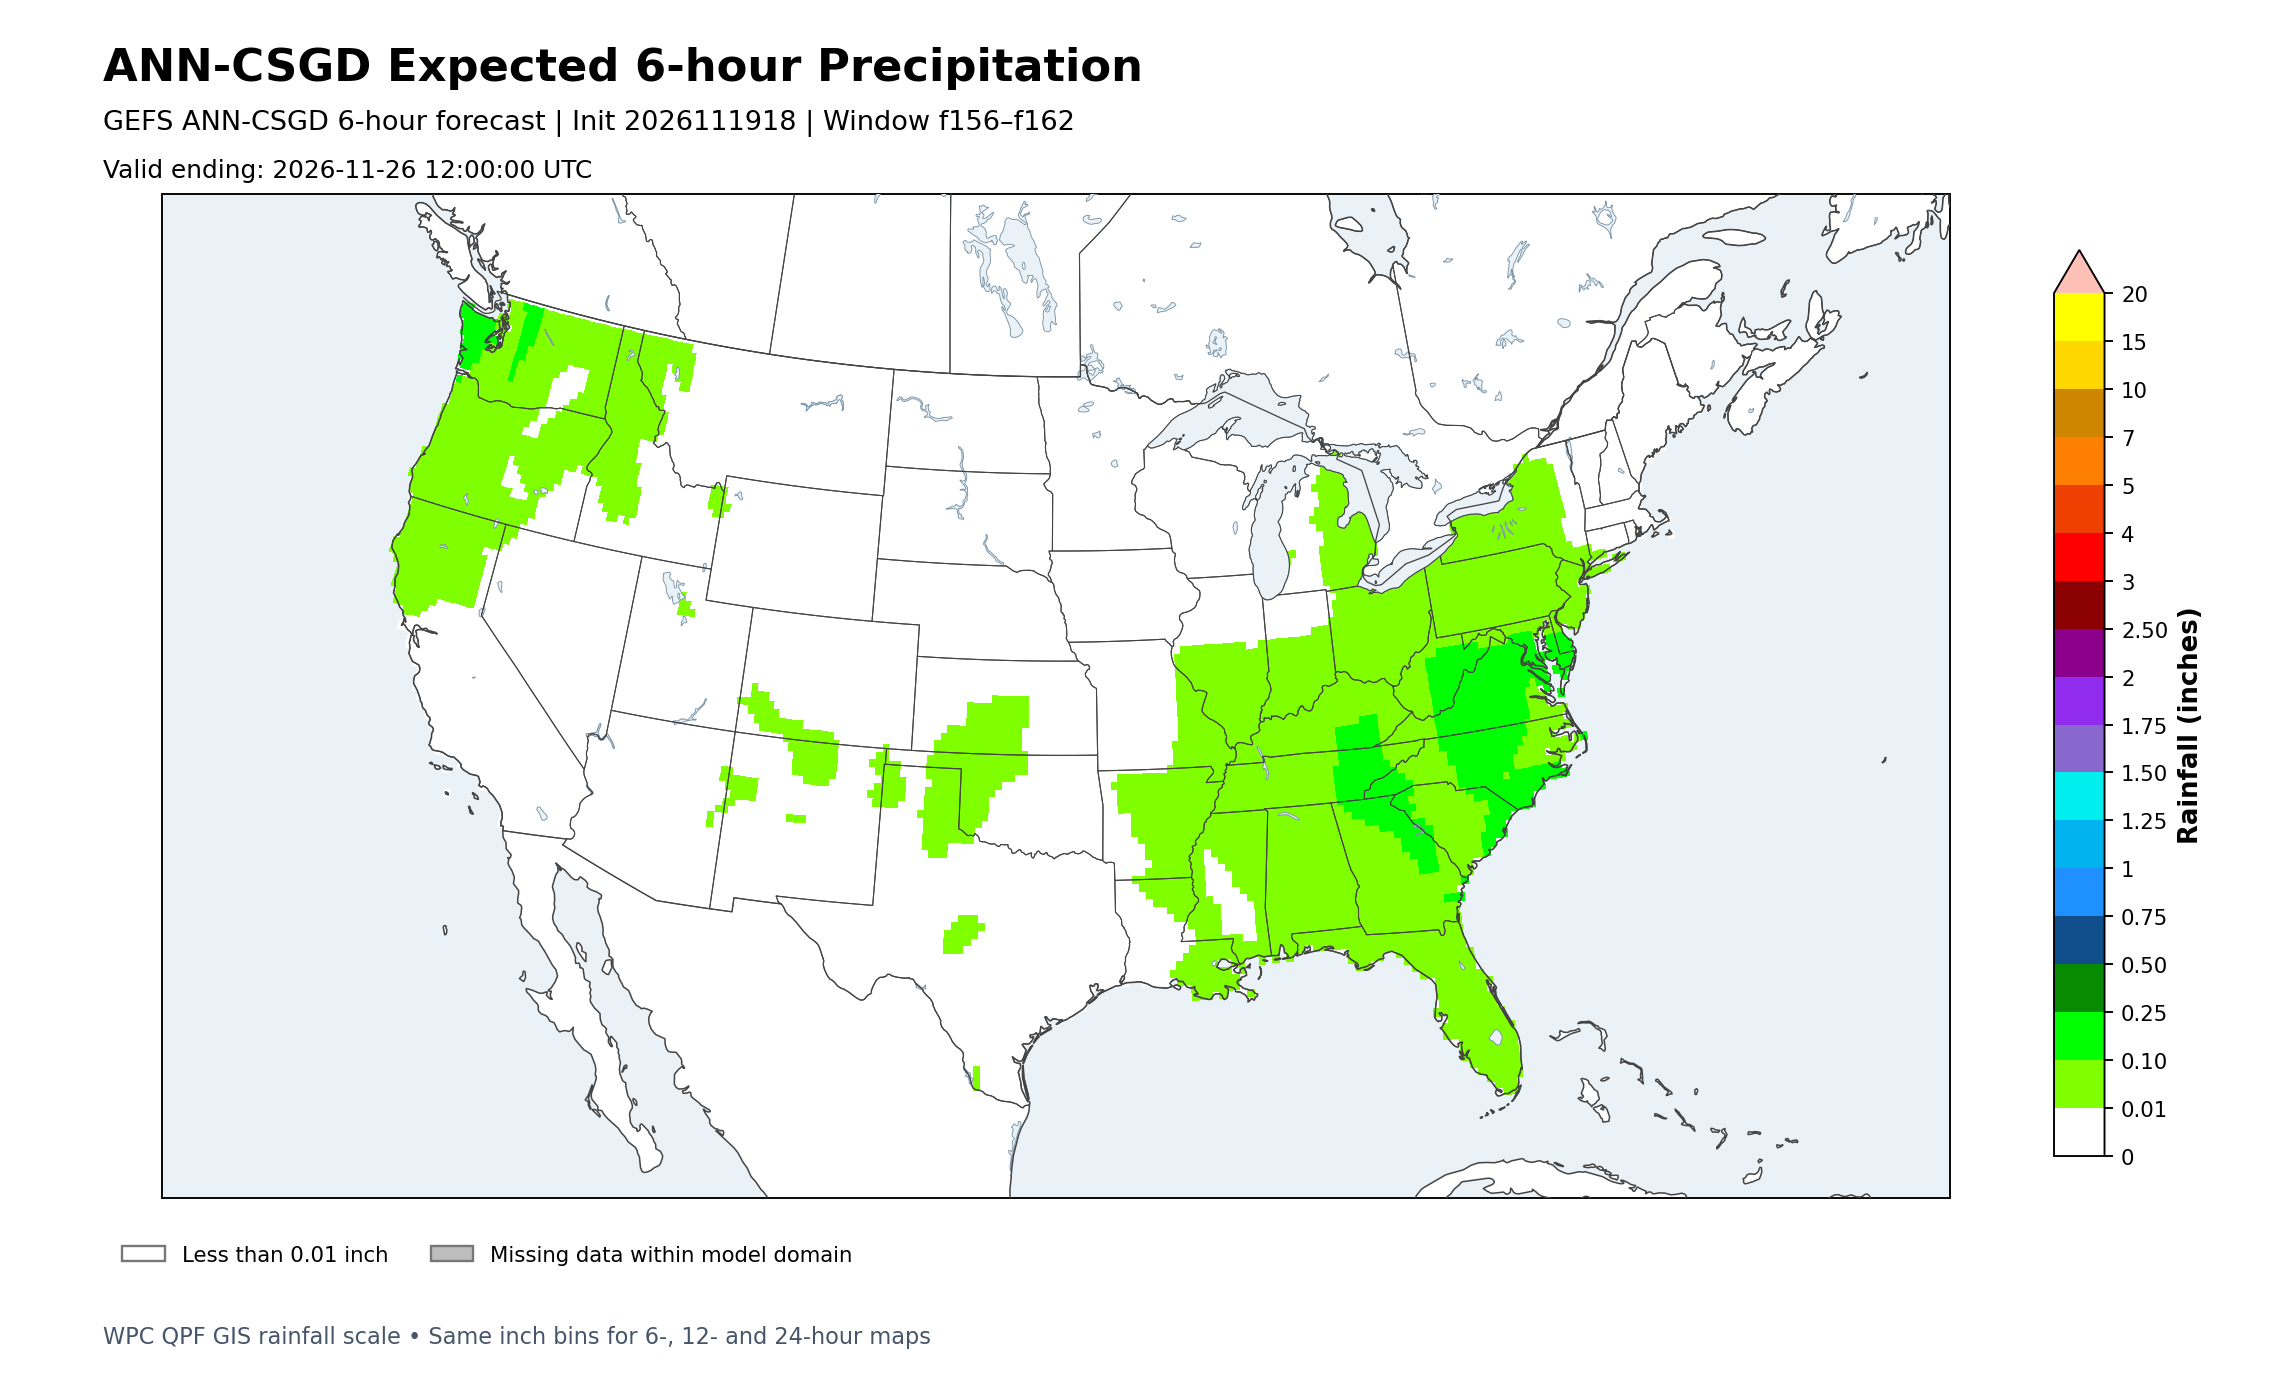 ANN-CSGD Expected 6-hour Precipitation
GEFS ANN-CSGD 6-hour forecast | Init 2026111918 | Window f156–f162
Valid ending: 2026-11-26 12:00:00 UTC
20
15
10
7
5
4
3
2.50
2
1.75
1.50
1.25
1
0.75
0.50
0.25
0.10
0.01
0
Rainfall (inches)
Less than 0.01 inch
Missing data within model domain
WPC QPF GIS rainfall scale • Same inch bins for 6-, 12- and 24-hour maps